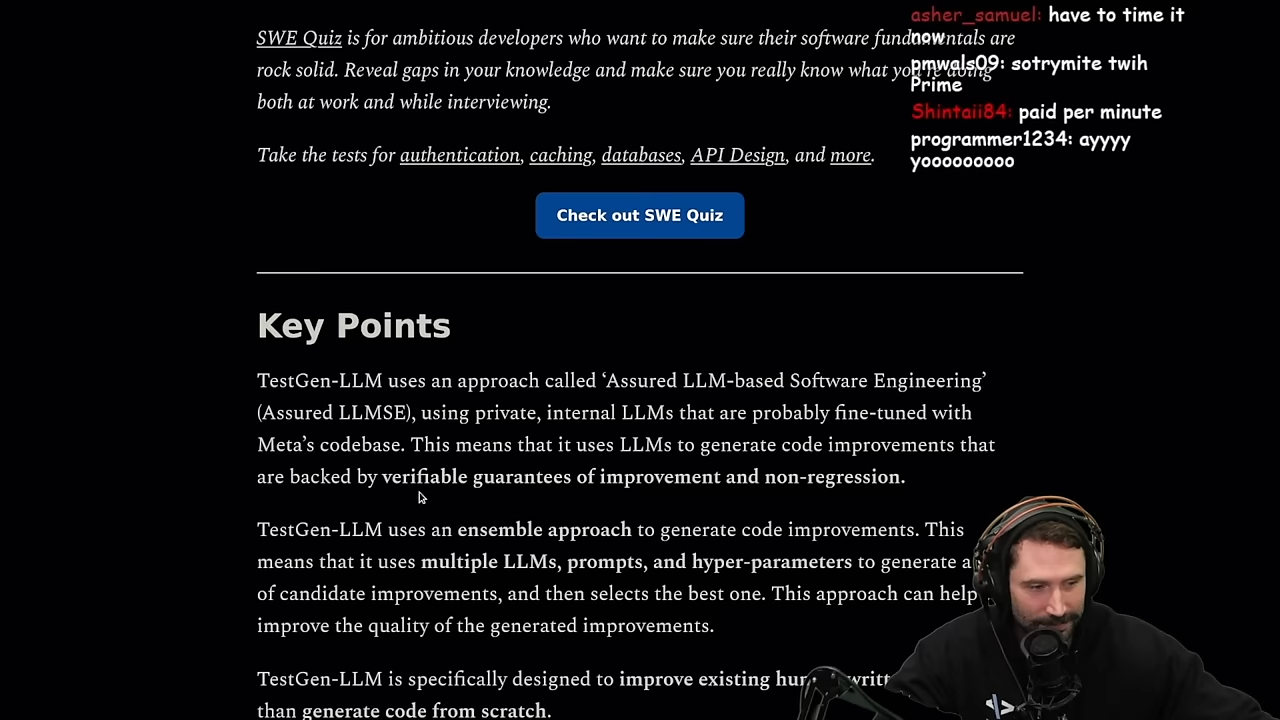 asher_samuel: have to time it
now
pmwals09: sotrymite twih
Prime
Shintaii84: paid per minute
programmer1234: ayyyy
yooooooooo
SWE Quiz is for ambitious developers who want to make sure their software fundamentals are
rock solid. Reveal gaps in your knowledge and make sure you really know what you're doing
both at work and while interviewing.
Take the tests for authentication, caching, databases, API Design, and more.
Check out SWE Quiz
Key Points
TestGen-LLM uses an approach called ‘Assured LLM-based Software Engineering’
(Assured LLMSE), using private, internal LLMs that are probably fine-tuned with
Meta’s codebase. This means that it uses LLMs to generate code improvements that
are backed by verifiable guarantees of improvement and non-regression.
TestGen-LLM uses an ensemble approach to generate code improvements. This
means that it uses multiple LLMs, prompts, and hyper-parameters to generate a
of candidate improvements, and then selects the best one. This approach can help
improve the quality of the generated improvements.
TestGen-LLM is specifically designed to improve existing
than generate code from scratch.